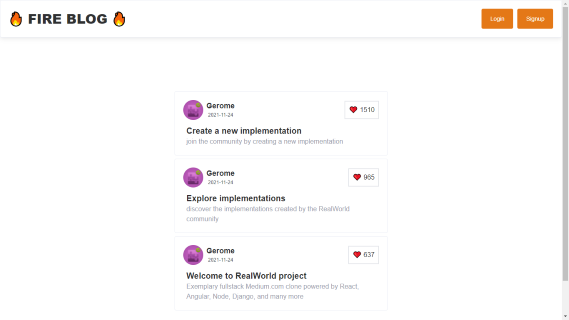 🔥 FIRE BLOG 🔥
Login
Signup
Gerome
2021-11-24
1510
Create a new implementation
join the community by creating a new implementation
Gerome
2021-11-24
965
Explore implementations
discover the implementations created by the RealWorld
community
Gerome
2021-11-24
637
Welcome to RealWorld project
Exemplary fullstack Medium.com clone powered by React,
Angular, Node, Django, and many more